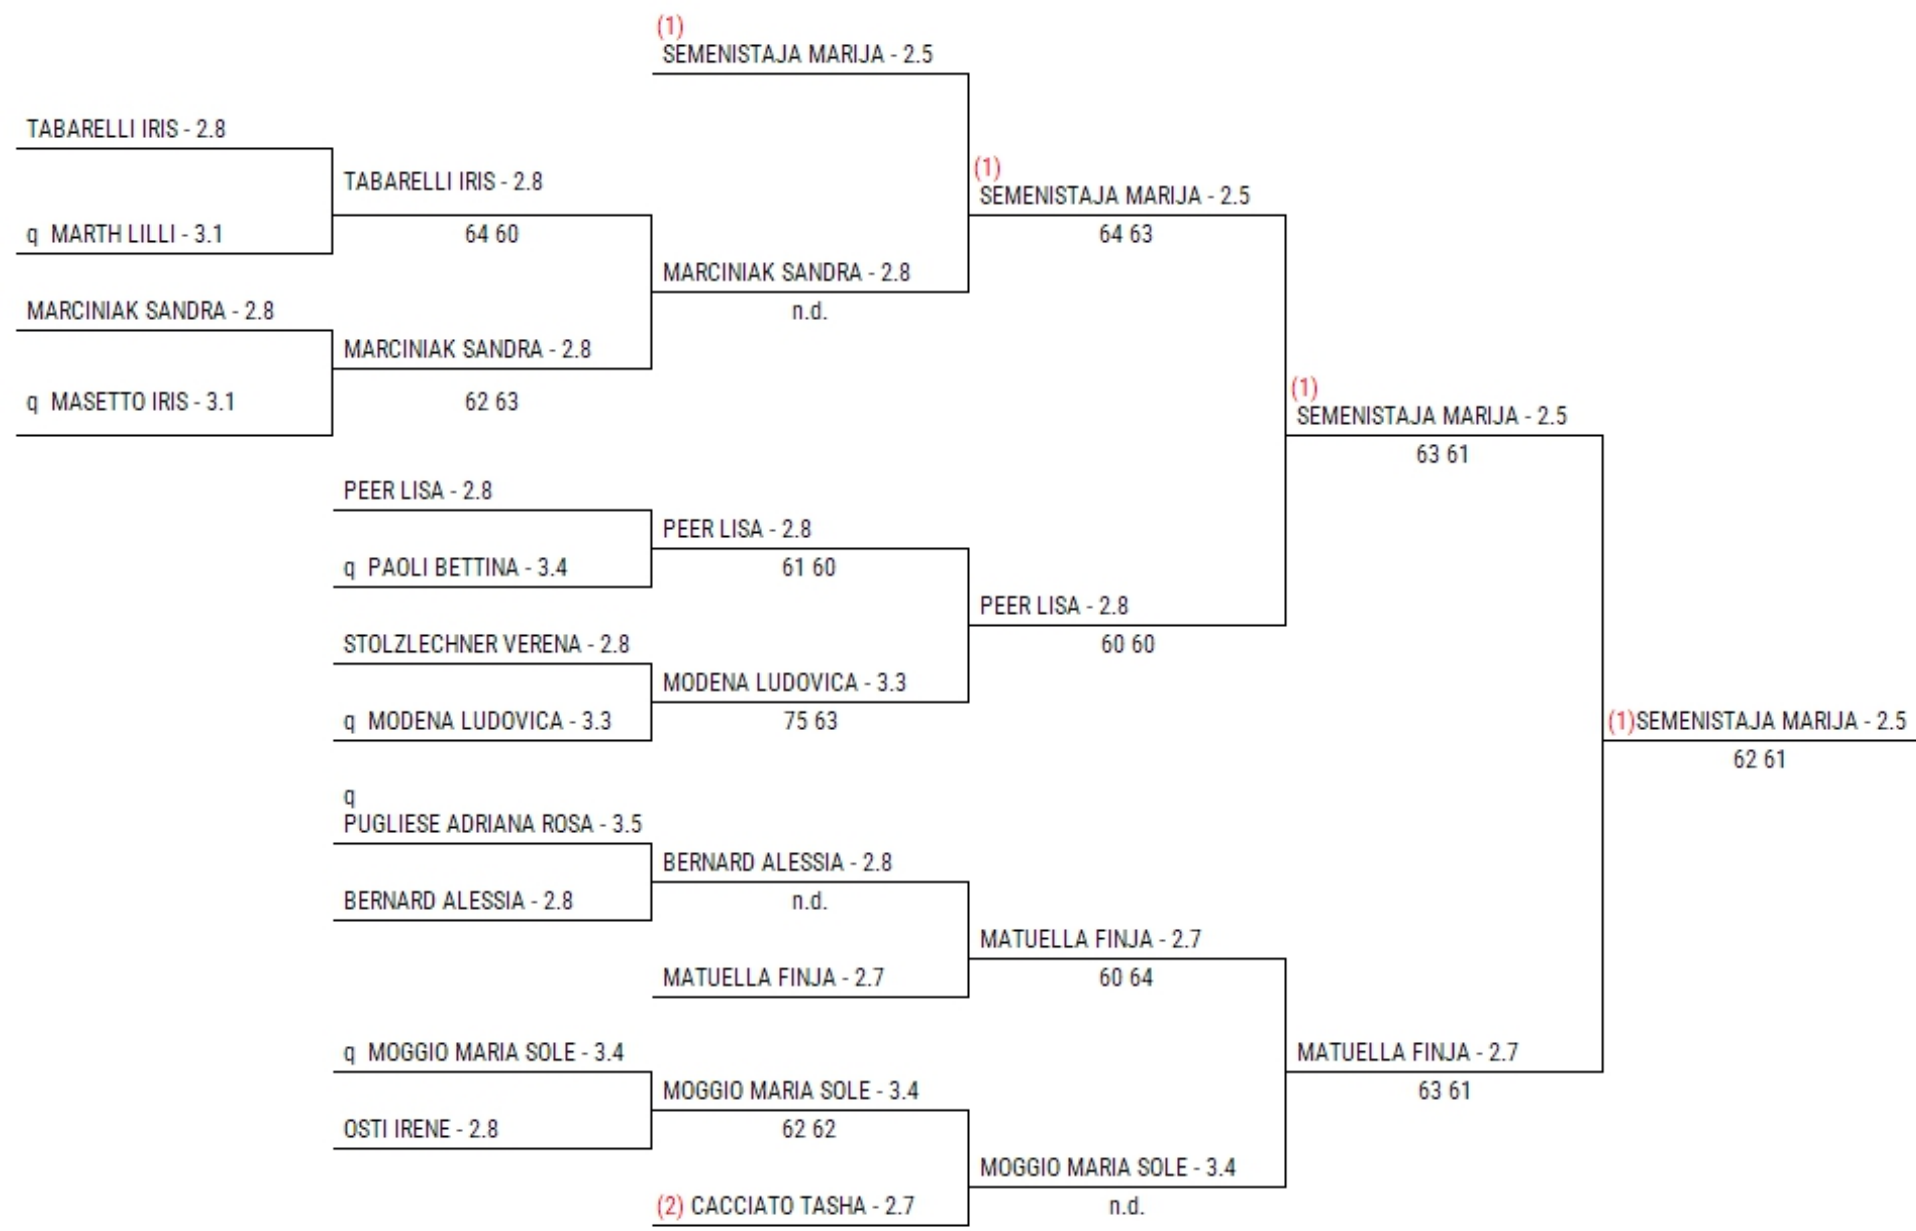 (1)
SEMENISTAJA MARIJA - 2.5
TABARELLI IRIS - 2.8
(1)
TABARELLI IRIS - 2.8
SEMENISTAJA MARIJA - 2.5
q MARTH LILLI - 3.1
64 60
64 63
MARCINIAK SANDRA - 2.8
MARCINIAK SANDRA - 2.8
n.d.
MARCINIAK SANDRA - 2.8
(1)
q MASETTO IRIS - 3.1
62 63
SEMENISTAJA MARIJA - 2.5
63 61
PEER LISA - 2.8
PEER LISA - 2.8
q PAOLI BETTINA - 3.4
61 60
PEER LISA - 2.8
STOLZLECHNER VERENA - 2.8
60 60
MODENA LUDOVICA - 3.3
q MODENA LUDOVICA - 3.3
75 63
(1)SEMENISTAJA MARIJA - 2.5
62 61
q
PUGLIESE ADRIANA ROSA - 3.5
BERNARD ALESSIA - 2.8
BERNARD ALESSIA - 2.8
n.d.
MATUELLA FINJA - 2.7
MATUELLA FINJA - 2.7
60 64
q MOGGIO MARIA SOLE - 3.4
MATUELLA FINJA - 2.7
MOGGIO MARIA SOLE - 3.4
63 61
OSTI IRENE - 2.8
62 62
MOGGIO MARIA SOLE - 3.4
(2) CACCIATO TASHA - 2.7
n.d.